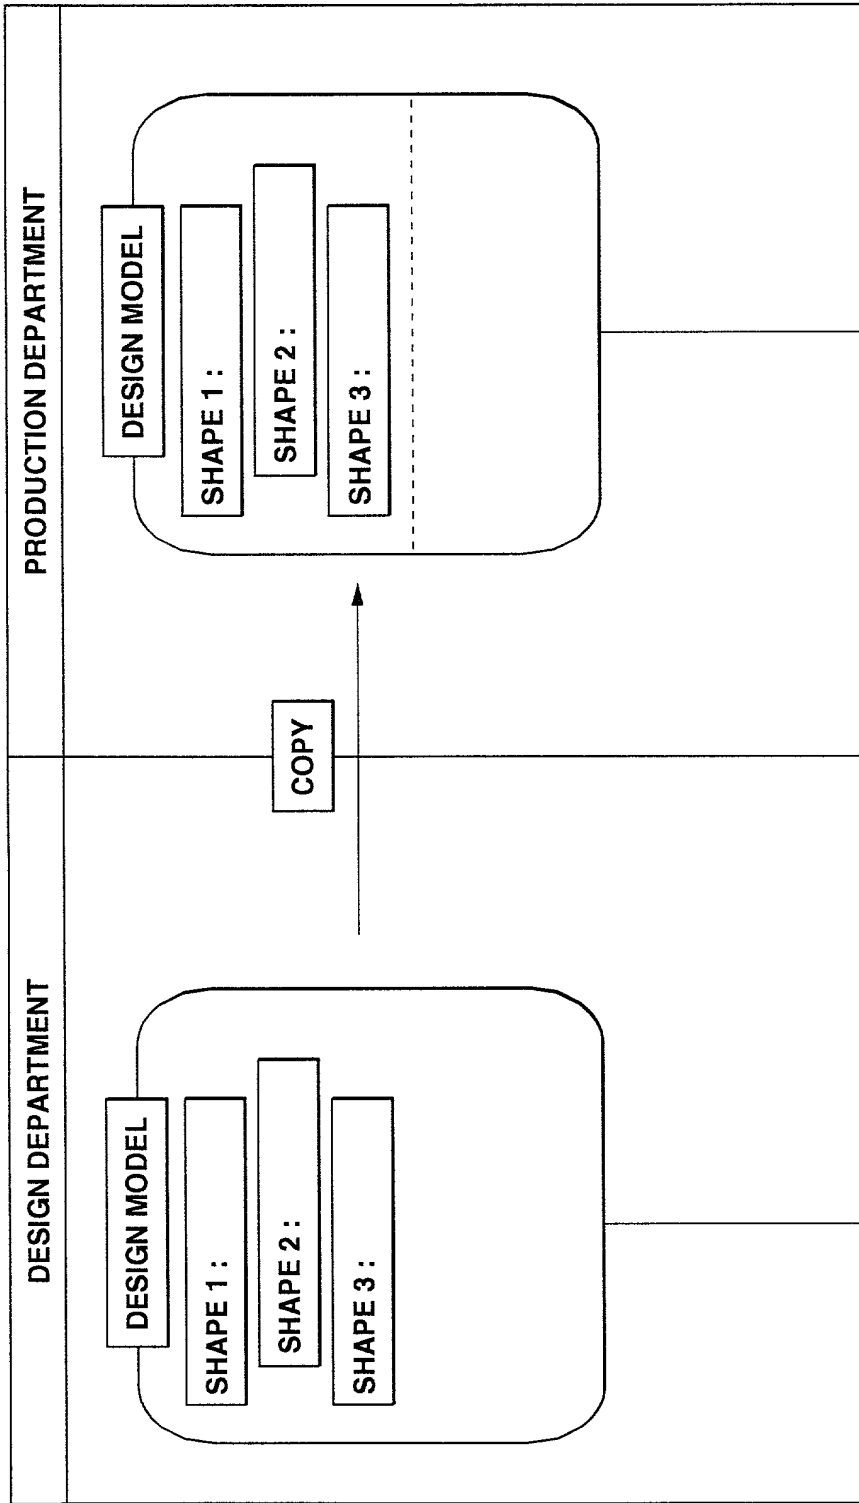 DESIGN DEPARTMENT
DESIGN MODEL
SHAPE 1 :
SHAPE 2 :
SHAPE 3 :
COPY
PRODUCTION DEPARTMENT
DESIGN MODEL
SHAPE 1 :
SHAPE 2 :
SHAPE 3 :